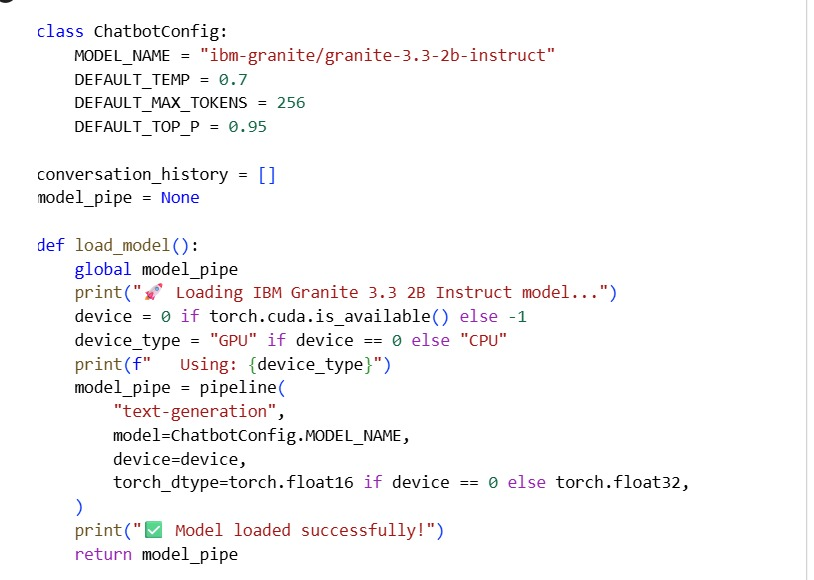 class ChatbotConfig:
    MODEL_NAME = "ibm-granite/granite-3.3-2b-instruct"
    DEFAULT_TEMP = 0.7
    DEFAULT_MAX_TOKENS = 256
    DEFAULT_TOP_P = 0.95

conversation_history = []
model_pipe = None

def load_model():
    global model_pipe
    print("🚀 Loading IBM Granite 3.3 2B Instruct model...")
    device = 0 if torch.cuda.is_available() else -1
    device_type = "GPU" if device == 0 else "CPU"
    print(f"   Using: {device_type}")
    model_pipe = pipeline(
        "text-generation",
        model=ChatbotConfig.MODEL_NAME,
        device=device,
        torch_dtype=torch.float16 if device == 0 else torch.float32,
    )
    print("✅ Model loaded successfully!")
    return model_pipe